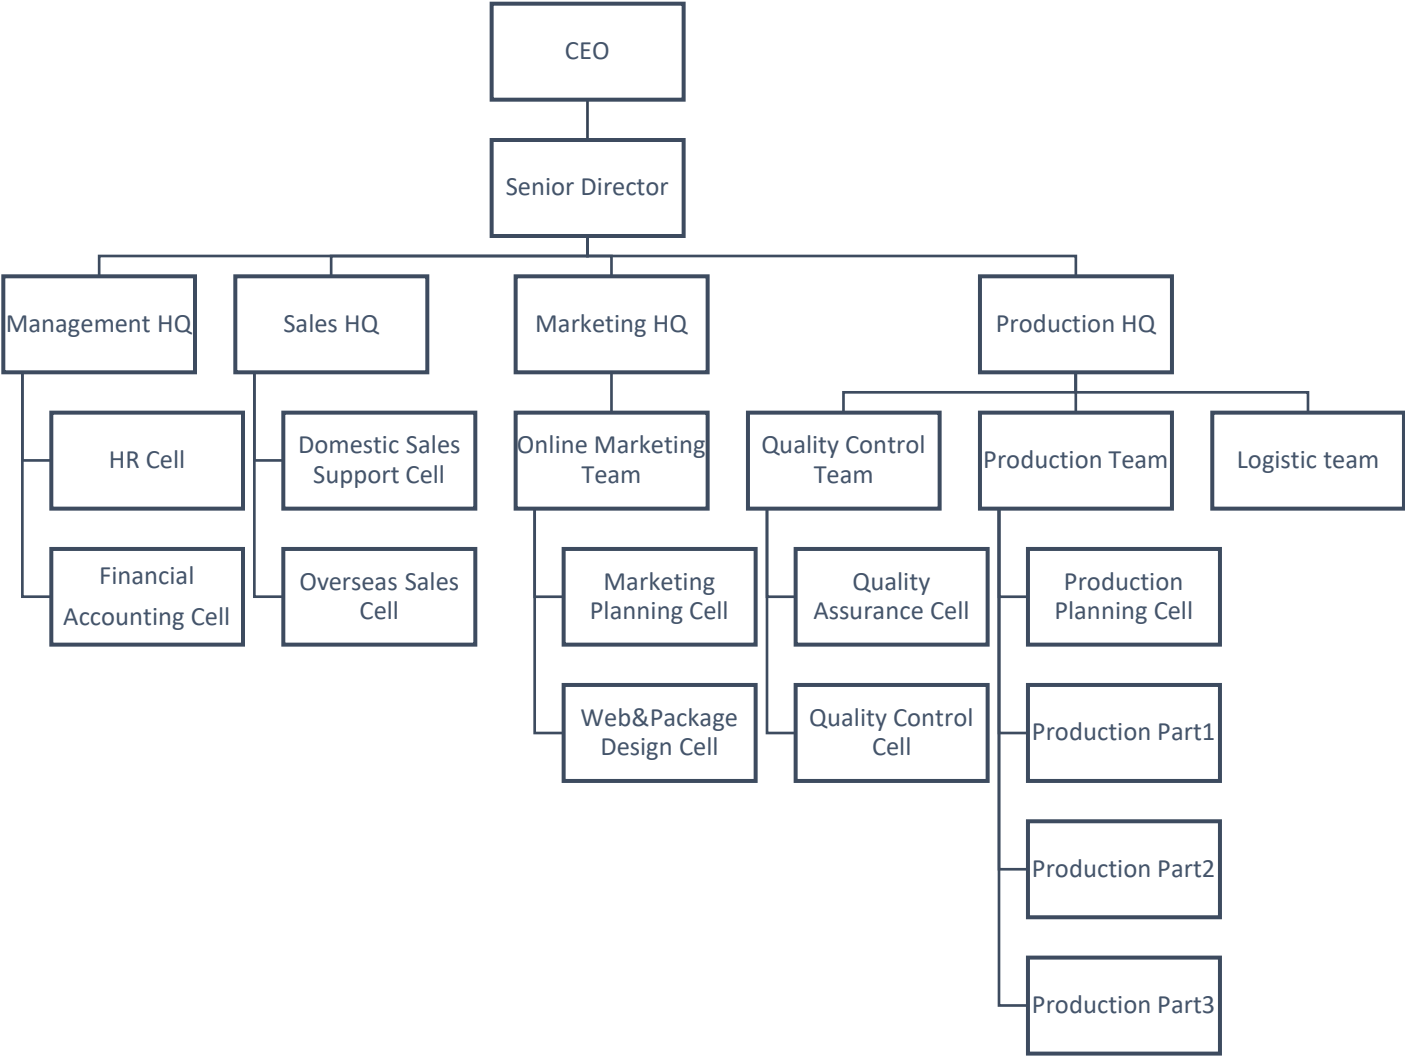 CEO
Senior Director
Management HQ
Sales HQ
Marketing HQ
Production HQ
HR Cell
Domestic Sales
Support Cell
Online Marketing
Team
Quality Control
Team
Production Team
Logistic team
Financial
Accounting Cell
Overseas Sales
Cell
Marketing
Planning Cell
Quality
Assurance Cell
Production
Planning Cell
Web&Package
Design Cell
Quality Control
Cell
Production Part1
Production Part2
Production Part3